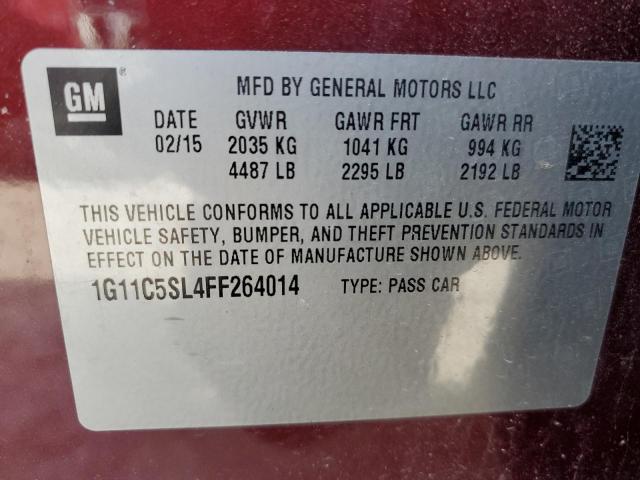 GM
MFD BY GENERAL MOTORS LLC
DATE GVWR GAWR FRT GAWR RR
02/15 2035 KG 1041 KG 994 KG
4487 LB 2295 LB 2192 LB
THIS VEHICLE CONFORMS TO ALL APPLICABLE U.S. FEDERAL MOTOR
VEHICLE SAFETY, BUMPER, AND THEFT PREVENTION STANDARDS IN
EFFECT ON THE DATE OF MANUFACTURE SHOWN ABOVE.
1G11C5SL4FF264014 TYPE: PASS CAR